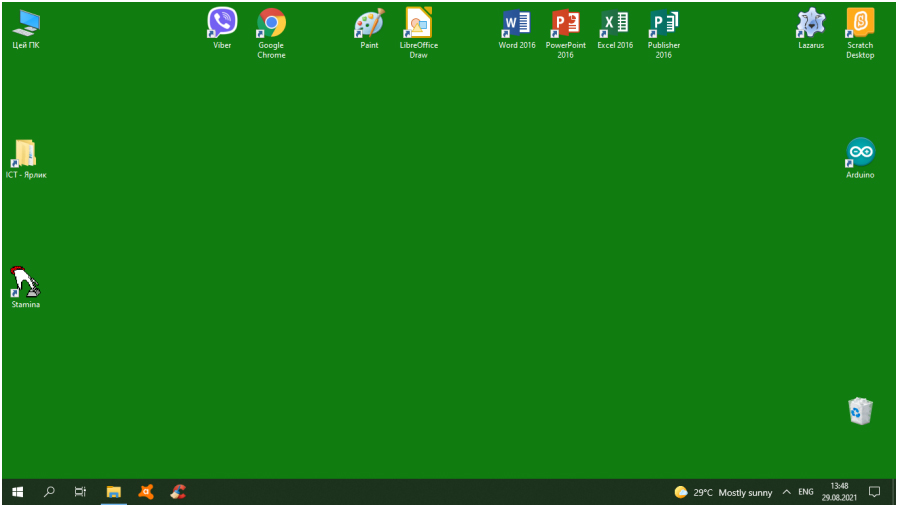 Цей ПК
Viber
Google
Chrome
Paint
LibreOffice
Draw
Word 2016
PowerPoint
2016
Excel 2016
Publisher
2016
Lazarus
Scratch
Desktop
ІСТ - Ярлик
Arduino
Stamina
29°C Mostly sunny
ENG
13:48
29.08.2021